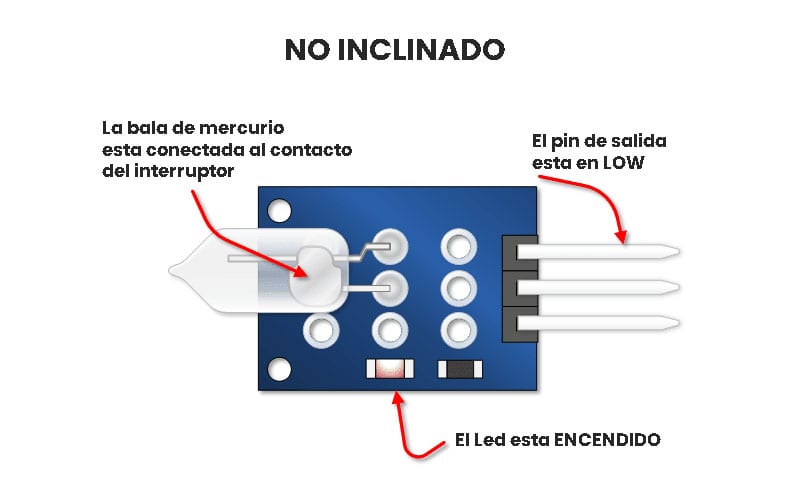 NO INCLINADO
La bala de mercurio
esta conectada al contacto
del interruptor
El pin de salida
esta en LOW
El Led esta ENCENDIDO